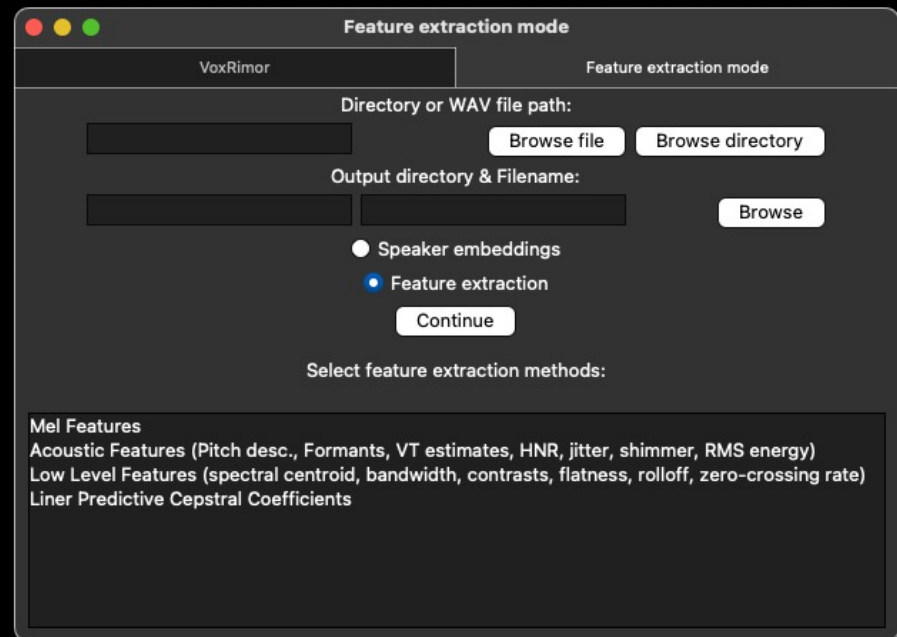 Feature extraction mode
VoxRimor
Feature extraction mode
Directory or WAV file path:
Browse file
Browse directory
Output directory & Filename:
Browse
Speaker embeddings
Feature extraction
Continue
Select feature extraction methods:
Mel Features
Acoustic Features (Pitch desc., Formants, VT estimates, HNR, jitter, shimmer, RMS energy)
Low Level Features (spectral centroid, bandwidth, contrasts, flatness, rolloff, zero-crossing rate)
Liner Predictive Cepstral Coefficients